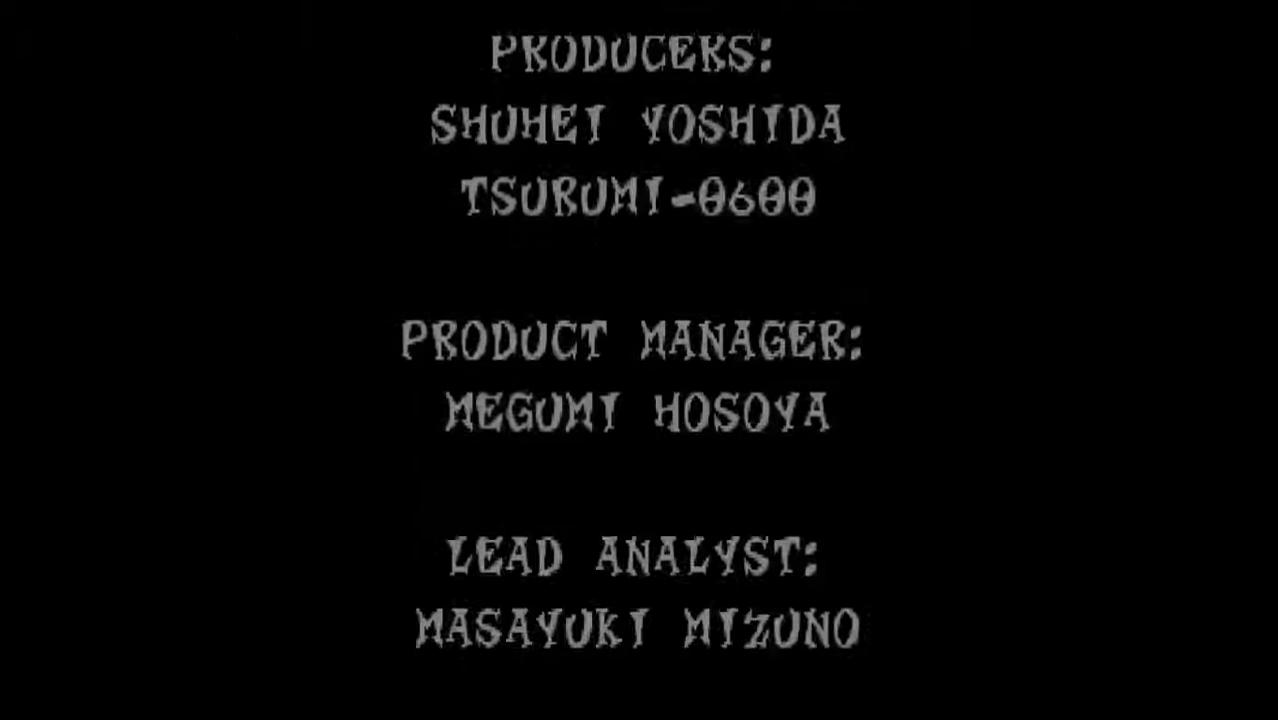 PRODUCERS:
SHUHEI YOSHIDA
TSURUMI-0600
PRODUCT MANAGER:
MEGUMI HOSOYA
LEAD ANALYST:
MASAYUKI MIZUNO